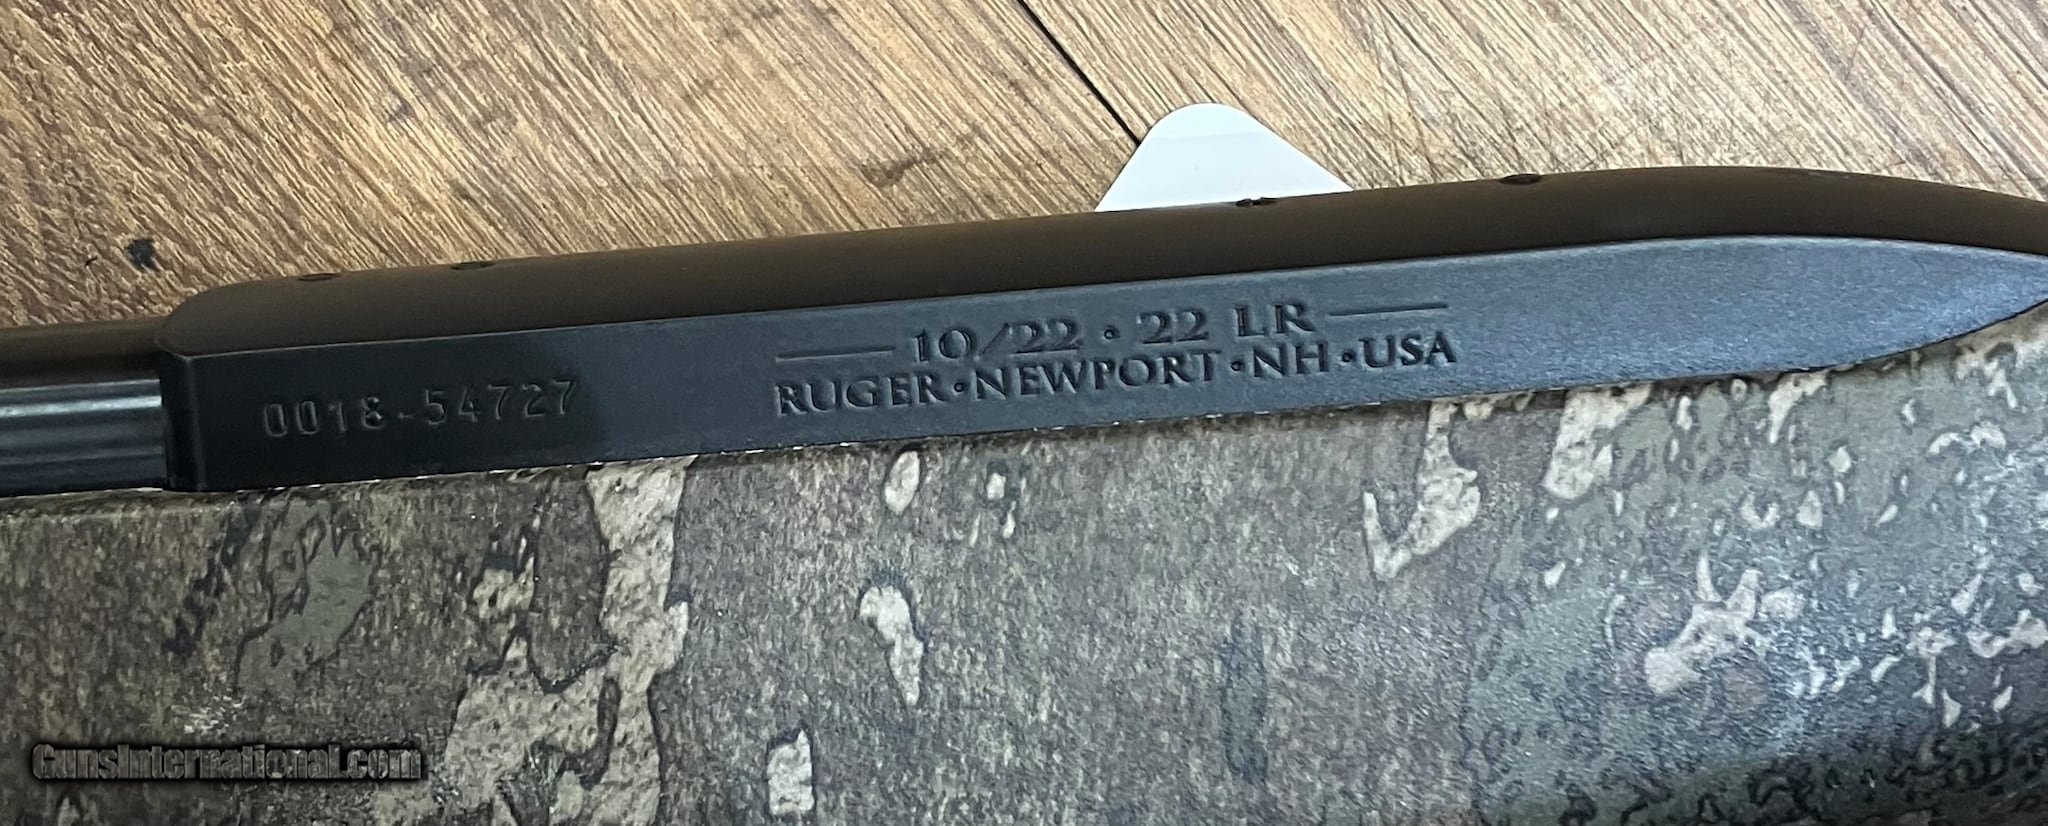 10/22 • 22 LR
RUGER • NEWPORT • NH • USA
0018-54727
GunsInternational.com